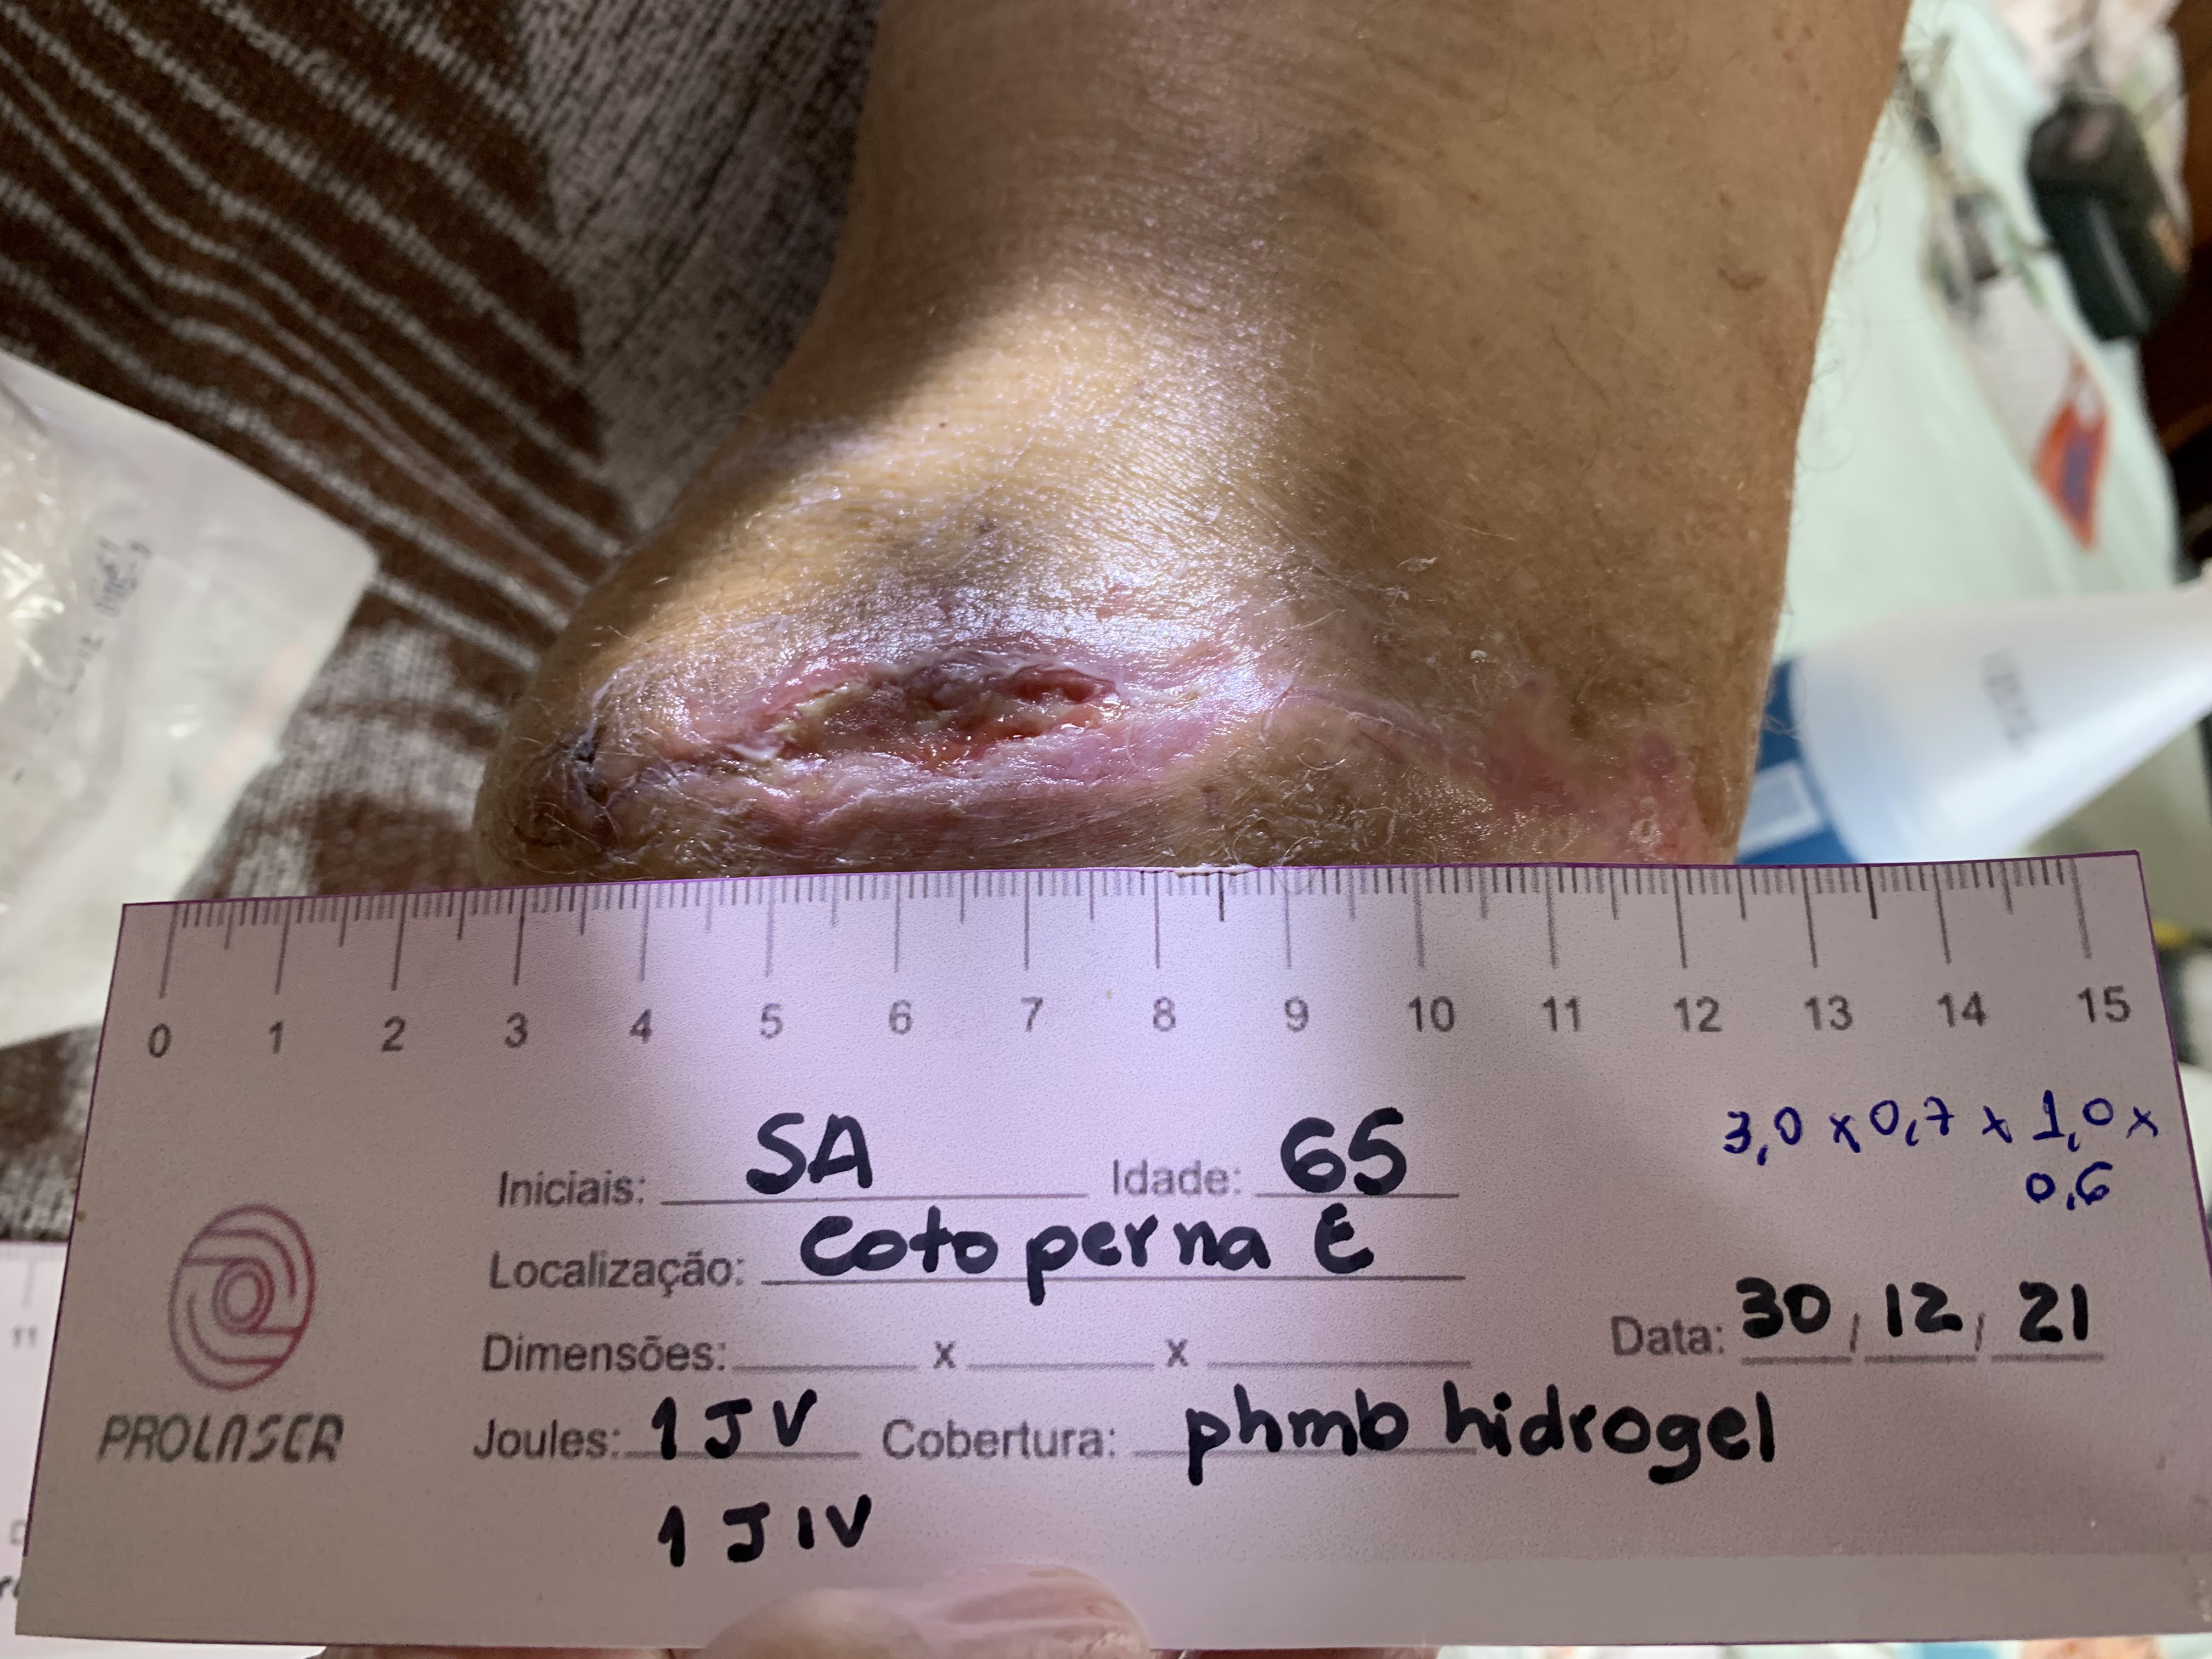 0 1 2 3 4 5 6 7 8 9 10 11 12 13 14 15
3,0 x 0,7 x 1,0 x
0,6
Iniciais: SA Idade: 65
Localização: Coto perna E
Dimensões: x x
Data: 30 / 12 / 21
PROLASER
Joules: 1 J V Cobertura: phmb hidrogel
1 J IV
11